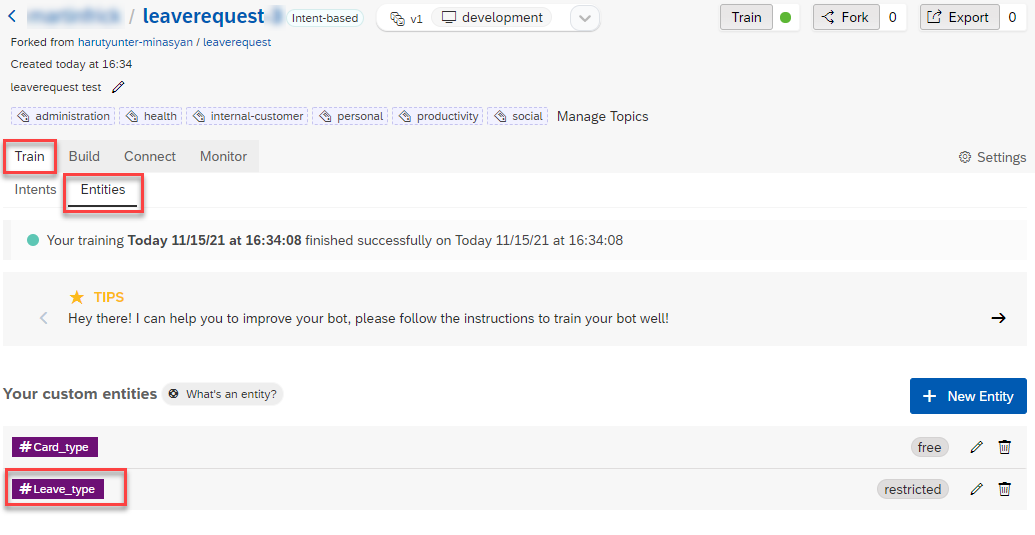 / leaverequest Intent-based v1 development Train Fork 0 Export 0
Forked from harutyunter-minasyan / leaverequest
Created today at 16:34
leaverequest test
administration health internal-customer personal productivity social Manage Topics
Train Build Connect Monitor Settings
Intents Entities
Your training Today 11/15/21 at 16:34:08 finished successfully on Today 11/15/21 at 16:34:08
TIPS
Hey there! I can help you to improve your bot, please follow the instructions to train your bot well!
Your custom entities What's an entity? + New Entity
#Card_type free
#Leave_type restricted